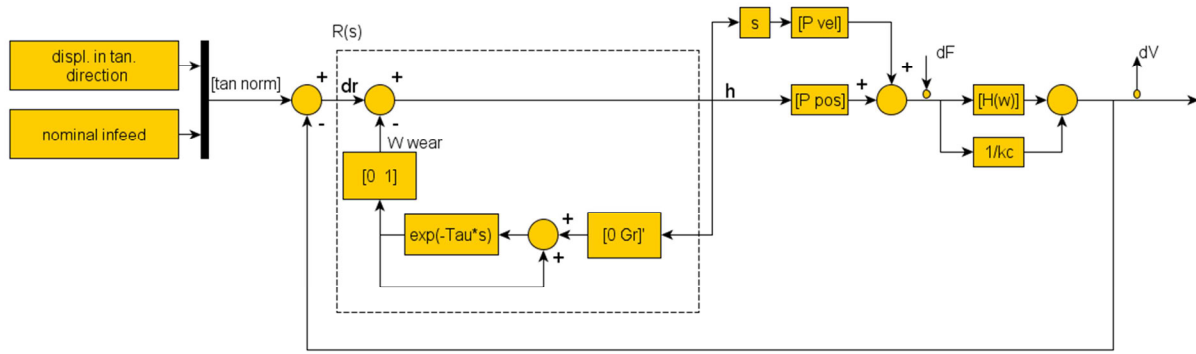 s
[P vel]
R(s)
displ. in tan.
direction
+
dF
dV
[tan norm]
+
dr
+
h
[P pos]
+
[H(w)]
-
-
nominal infeed
W wear
1/kc
[0 1]
exp(-Tau*s)
+
[0 Gr]'
+